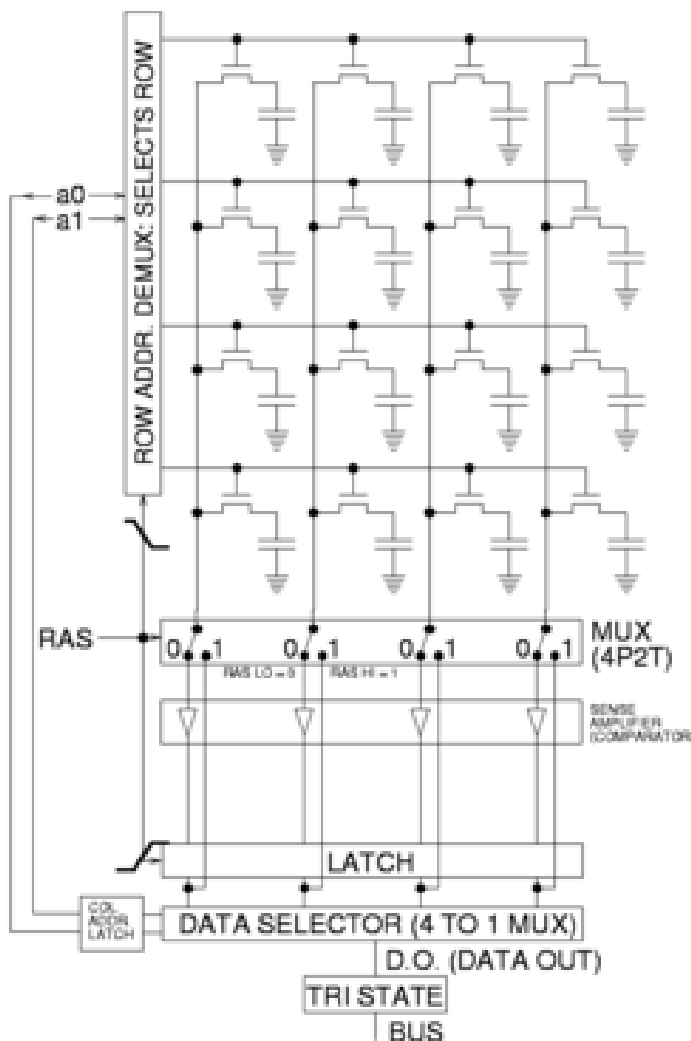 ROW ADDR. DEMUX: SELECTS ROW
a0
a1
RAS
0 1
0 1
0 1
0 1
MUX
(4P2T)
RAS LO = 0
RAS HI = 1
SENSE
AMPLIFIER
(COMPARATOR
LATCH
COL
ADDR.
LATCH
DATA SELECTOR (4 TO 1 MUX)
D.O. (DATA OUT)
TRI STATE
BUS